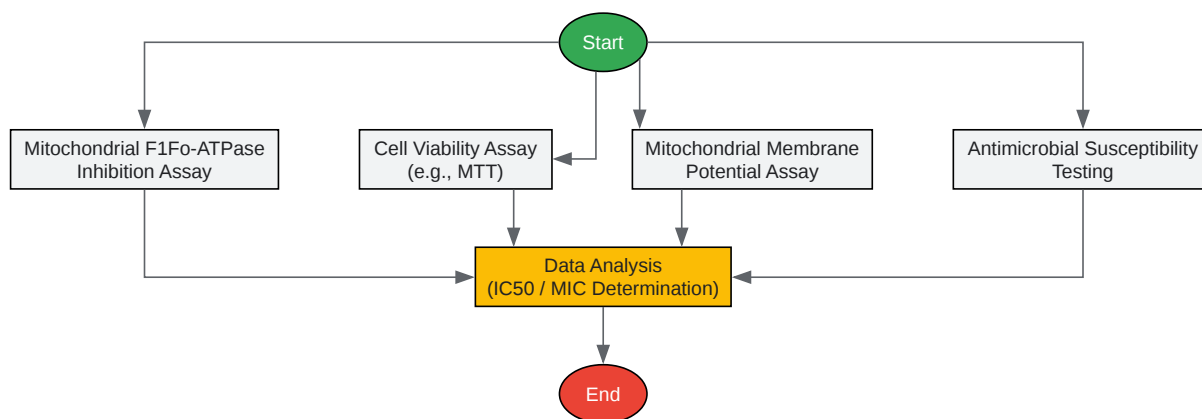 Start
Mitochondrial F1Fo-ATPase
Inhibition Assay
Cell Viability Assay
(e.g., MTT)
Mitochondrial Membrane
Potential Assay
Antimicrobial Susceptibility
Testing
Data Analysis
(IC50 / MIC Determination)
End